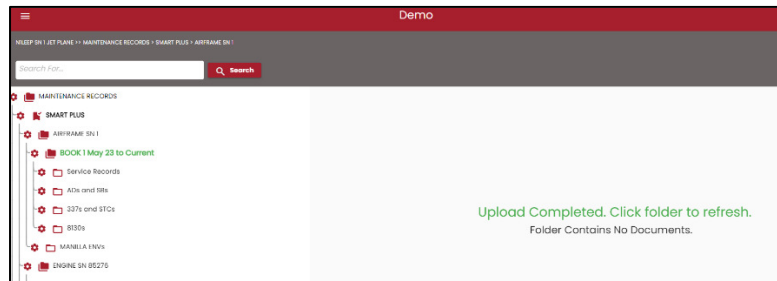 Demo
NILEEP SN 1 JET PLANE >> MAINTENANCE RECORDS > SMART PLUS > AIRFRAME SN 1
Search For...
Search
MAINTENANCE RECORDS
SMART PLUS
AIRFRAME SN 1
BOOK 1 May 23 to Current
Service Records
ADs and SBs
337s and STCs
8130s
MANILLA ENVs
ENGINE SN 85276
Upload Completed. Click folder to refresh.
Folder Contains No Documents.